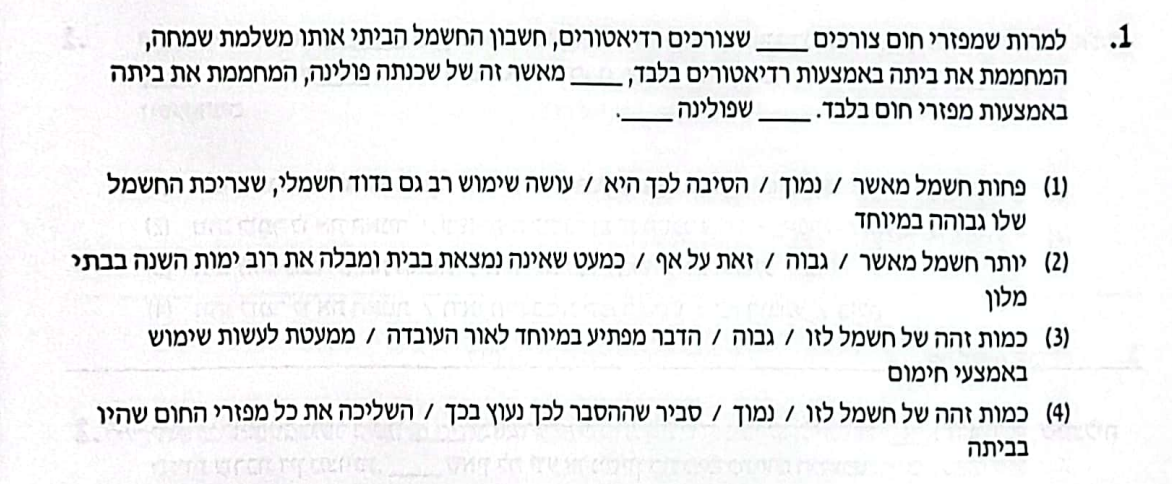 1. למרות שמפזרי חום צורכים ____ שצורכים רדיאטורים, חשבון החשמל הביתי אותו משלמת שמחה,
המחממת את ביתה באמצעות רדיאטורים בלבד, ____ מאשר זה של שכנתה פולינה, המחממת את ביתה
באמצעות מפזרי חום בלבד. ____ שפולינה ____.
(1) פחות חשמל מאשר / נמוך / הסיבה לכך היא / עושה שימוש רב גם בדוד חשמלי, שצריכת החשמל
שלו גבוהה במיוחד
(2) יותר חשמל מאשר / גבוה / זאת על אף / כמעט שאינה נמצאת בבית ומבלה את רוב ימות השנה בבתי
מלון
(3) כמות זהה של חשמל לזו / גבוה / הדבר מפתיע במיוחד לאור העובדה / ממעטת לעשות שימוש
באמצעי חימום
(4) כמות זהה של חשמל לזו / נמוך / סביר שההסבר לכך נעוץ בכך / השליכה את כל מפזרי החום שהיו
בביתה